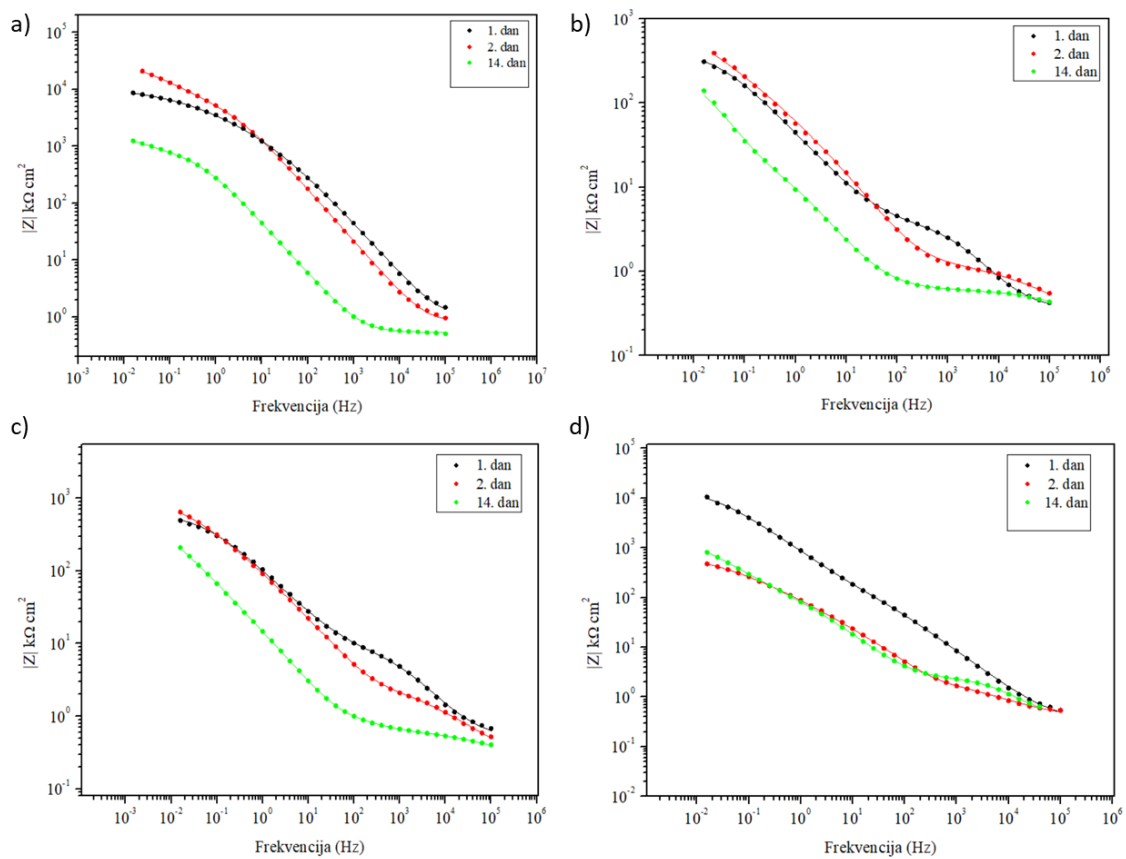 a)
10^5
10^4
10^3
10^2
10^1
10^0
|Z| kΩ cm^2
10^-3 10^-2 10^-1 10^0 10^1 10^2 10^3 10^4 10^5 10^6 10^7
Frekvencija (Hz)
1. dan
2. dan
14. dan
b)
10^3
10^2
10^1
10^0
10^-1
|Z| kΩ cm^2
10^-2 10^-1 10^0 10^1 10^2 10^3 10^4 10^5 10^6
Frekvencija (Hz)
1. dan
2. dan
14. dan
c)
10^3
10^2
10^1
10^0
10^-1
|Z| kΩ cm^2
10^-3 10^-2 10^-1 10^0 10^1 10^2 10^3 10^4 10^5 10^6
Frekvencija (Hz)
1. dan
2. dan
14. dan
d)
10^5
10^4
10^3
10^2
10^1
10^0
10^-1
10^-2
|Z| kΩ cm^2
10^-2 10^-1 10^0 10^1 10^2 10^3 10^4 10^5 10^6
Frekvencija (Hz)
1. dan
2. dan
14. dan